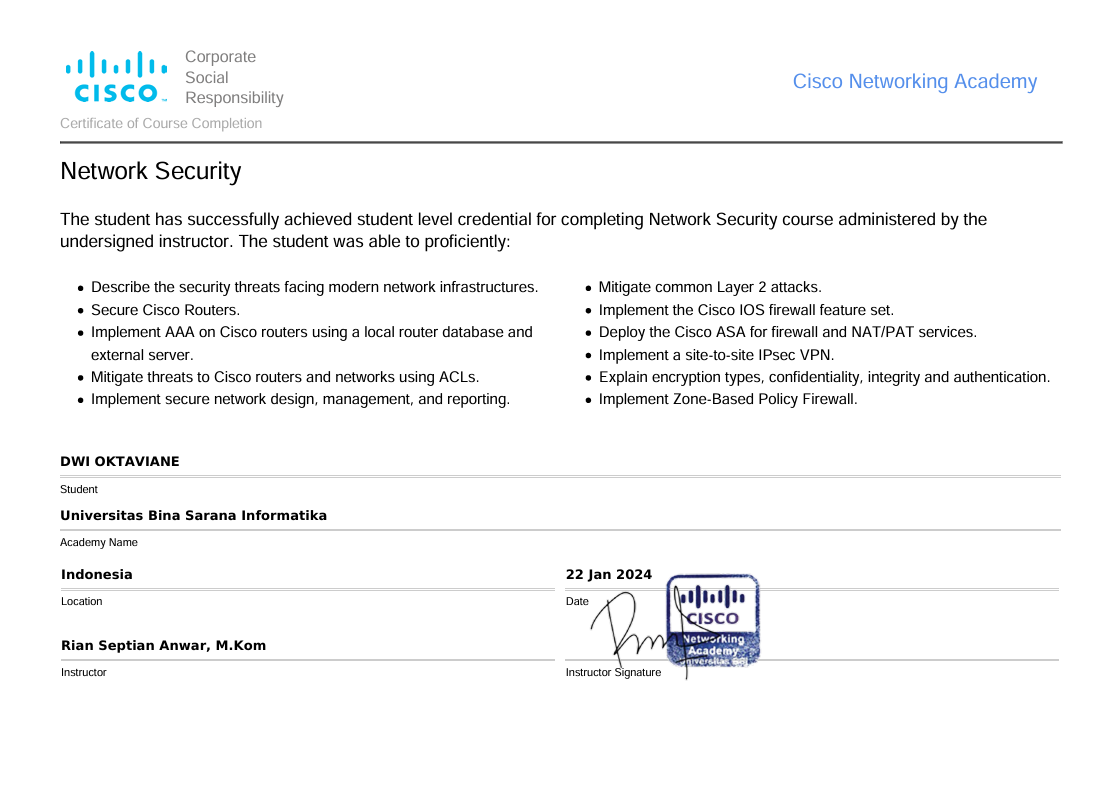 Corporate
Social
Responsibility
CISCO™
Cisco Networking Academy
Certificate of Course Completion
Network Security
The student has successfully achieved student level credential for completing Network Security course administered by the
undersigned instructor. The student was able to proficiently:
• Describe the security threats facing modern network infrastructures.
• Secure Cisco Routers.
• Implement AAA on Cisco routers using a local router database and
external server.
• Mitigate threats to Cisco routers and networks using ACLs.
• Implement secure network design, management, and reporting.
• Mitigate common Layer 2 attacks.
• Implement the Cisco IOS firewall feature set.
• Deploy the Cisco ASA for firewall and NAT/PAT services.
• Implement a site-to-site IPsec VPN.
• Explain encryption types, confidentiality, integrity and authentication.
• Implement Zone-Based Policy Firewall.
DWI OKTAVIANE
Student
Universitas Bina Sarana Informatika
Academy Name
Indonesia
Location
22 Jan 2024
Date
Rian Septian Anwar, M.Kom
Instructor
CISCO
Networking
Academy
Universitas BSI
Instructor Signature